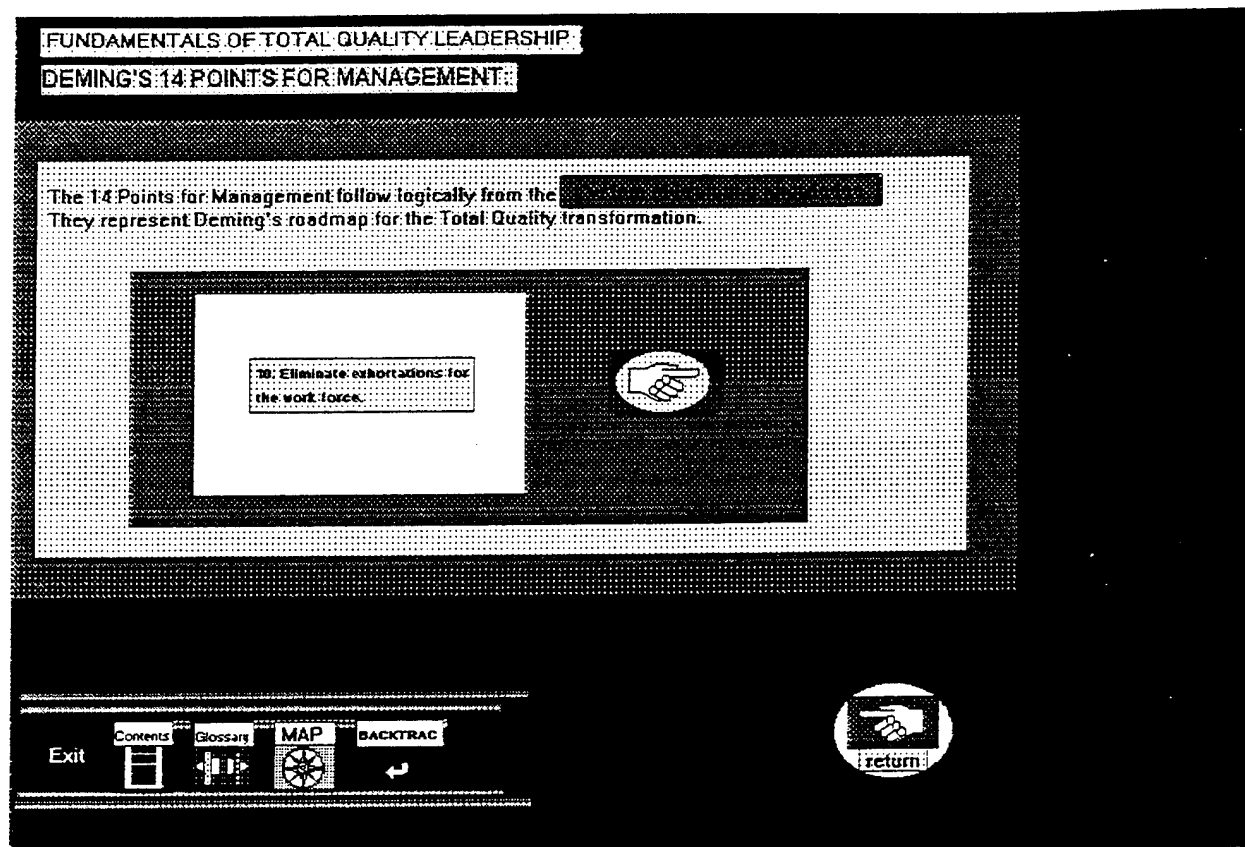 FUNDAMENTALS OF TOTAL QUALITY LEADERSHIP
DEMING'S 14 POINTS FOR MANAGEMENT
The 14 Points for Management follow logically from the
They represent Deming's roadmap for the Total Quality transformation.
10. Eliminate exhortations for
the work force.
Exit
Contents
Glossary
MAP
BACKTRAC
return